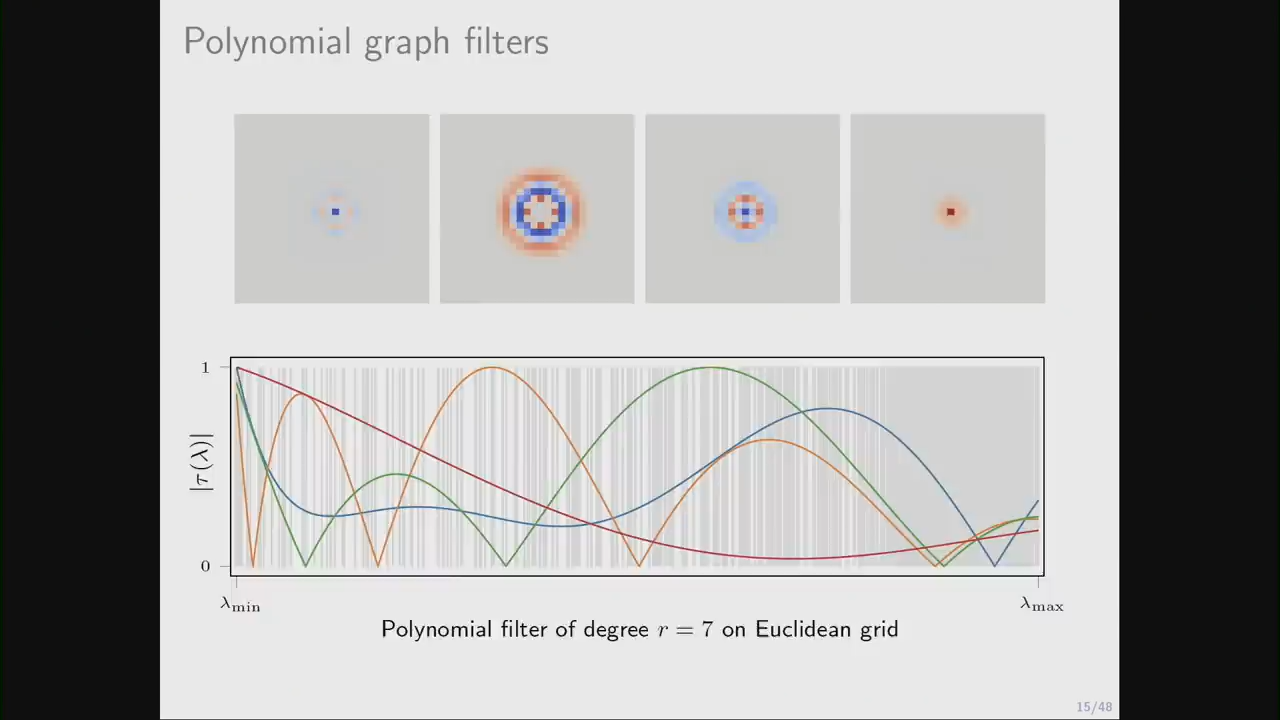 Polynomial graph filters
1
|τ(λ)|
0
λmin λmax
Polynomial filter of degree r = 7 on Euclidean grid
15/48